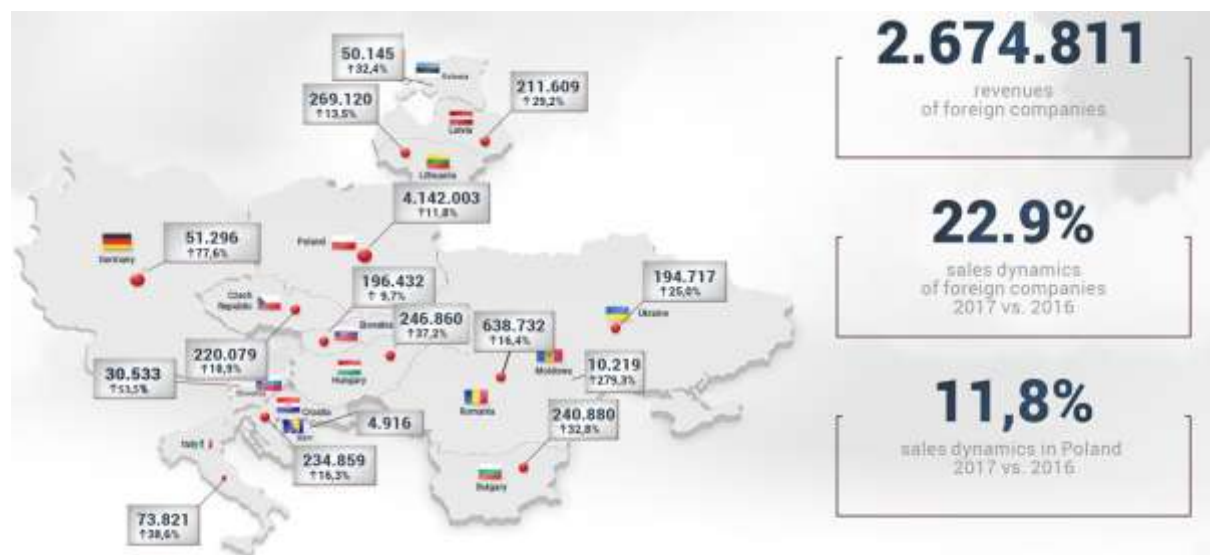 50.145
↑32,4%
Estonia
269.120
↑13,5%
211.609
↑29,2%
Latvia
Lithuania
4.142.003
↑11,8%
Poland
51.296
↑77,6%
Germany
196.432
↑ 9,7%
194.717
↑25,0%
Ukraine
Czech
Republic
Slovakia
246.860
↑37,2%
638.732
↑16,4%
220.079
↑18,9%
Hungary
Moldowa
10.219
↑279,3%
30.533
↑53,5%
Romania
Croatia
4.916
240.880
↑32,8%
Italy
234.859
↑16,3%
Bulgary
73.821
↑38,6%
2.674.811
revenues
of foreign companies
22.9%
sales dynamics
of foreign companies
2017 vs. 2016
11,8%
sales dynamics in Poland
2017 vs. 2016